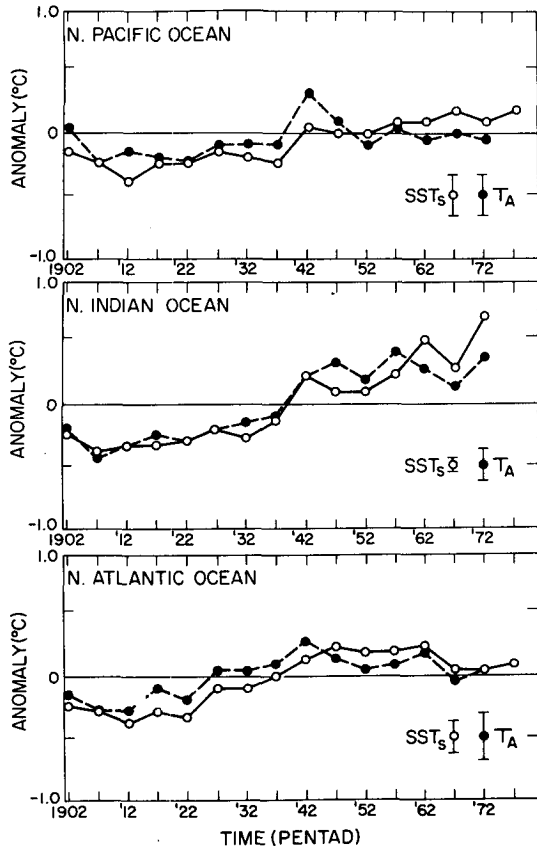 1.0
N. PACIFIC OCEAN
ANOMALY (°C)
0
SSTS TA
-1.0
1902 '12 '22 '32 '42 '52 '62 '72
1.0
N. INDIAN OCEAN
ANOMALY (°C)
0
SSTS TA
-1.0
1902 '12 '22 '32 '42 '52 '62 '72
1.0
N. ATLANTIC OCEAN
ANOMALY (°C)
0
SSTS TA
-1.0
1902 '12 '22 '32 '42 '52 '62 '72
TIME (PENTAD)